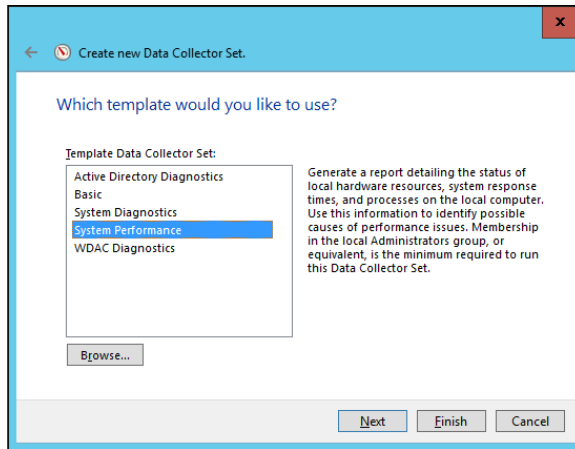 x
Create new Data Collector Set.
Which template would you like to use?
Template Data Collector Set:
Active Directory Diagnostics
Basic
System Diagnostics
System Performance
WDAC Diagnostics
Generate a report detailing the status of
local hardware resources, system response
times, and processes on the local computer.
Use this information to identify possible
causes of performance issues. Membership
in the local Administrators group, or
equivalent, is the minimum required to run
this Data Collector Set.
Browse...
Next
Finish
Cancel